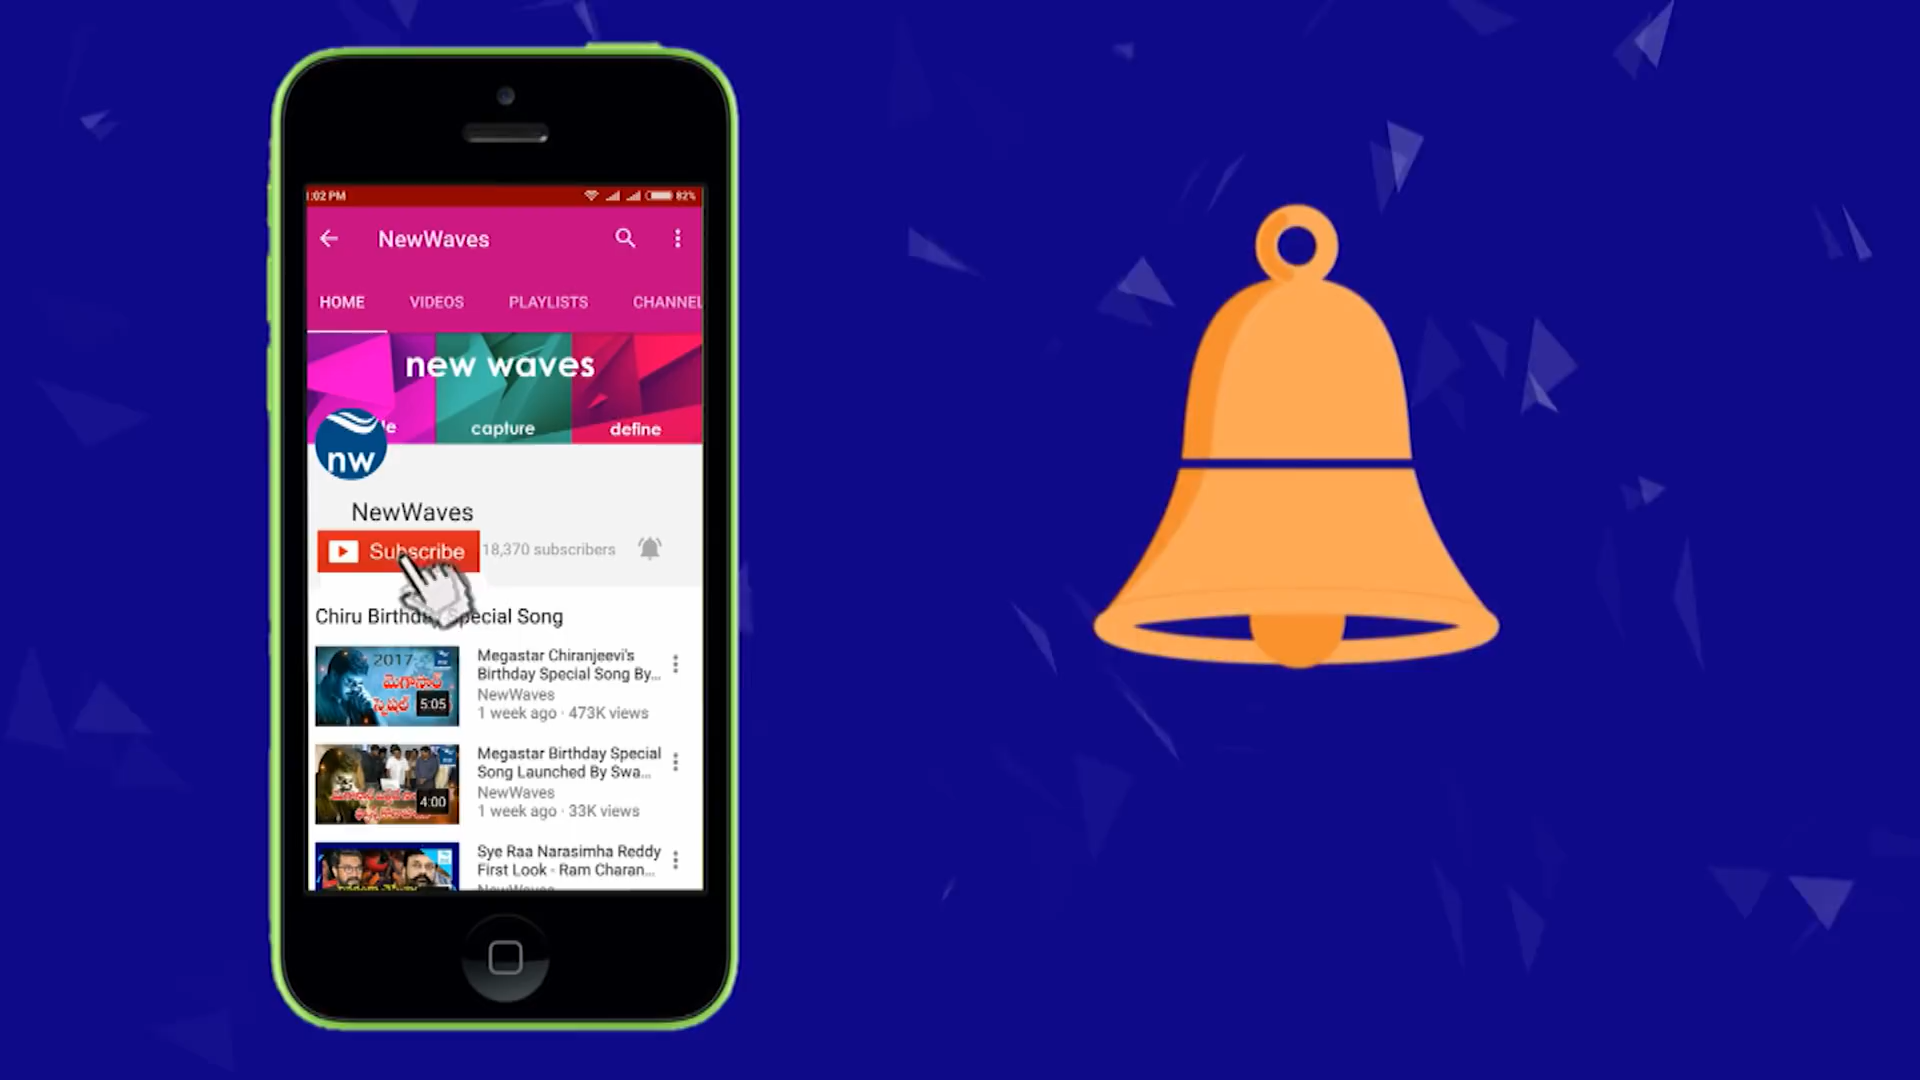 1:02 PM
82%
NewWaves
HOME VIDEOS PLAYLISTS CHANNEL
new waves
capture define
nw
NewWaves
Subscribe 18,370 subscribers
Chiru Birthday Special Song
2017
మెగాస్టార్
స్పెషల్
5:05
Megastar Chiranjeevi's
Birthday Special Song By...
NewWaves
1 week ago · 473K views
4:00
Megastar Birthday Special
Song Launched By Swa...
NewWaves
1 week ago · 33K views
Sye Raa Narasimha Reddy
First Look - Ram Charan...
NewWaves